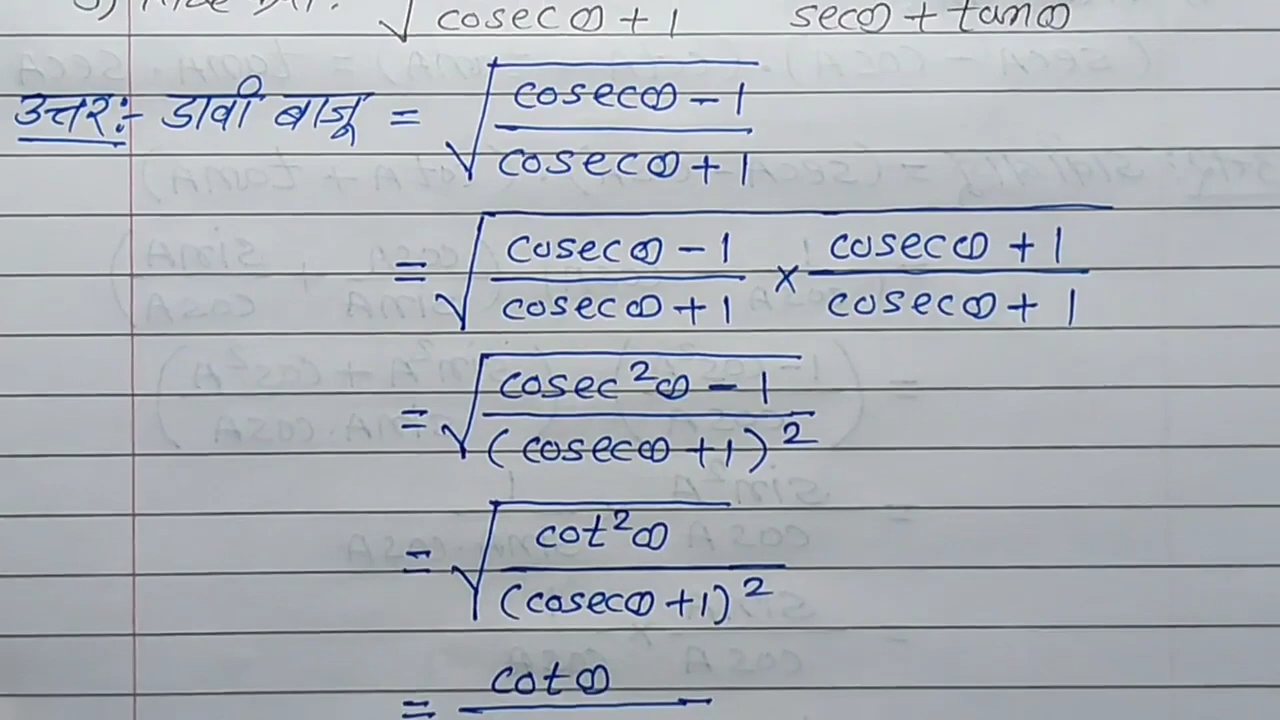 √ cosecθ + 1 secθ + tanθ
उत्तर:- डावी बाजू = √(cosecθ - 1 / cosecθ + 1)
= √(cosecθ - 1 / cosecθ + 1 × cosecθ + 1 / cosecθ + 1)
= √(cosec²θ - 1 / (cosecθ + 1)²)
= √(cot²θ / (cosecθ + 1)²)
= cotθ